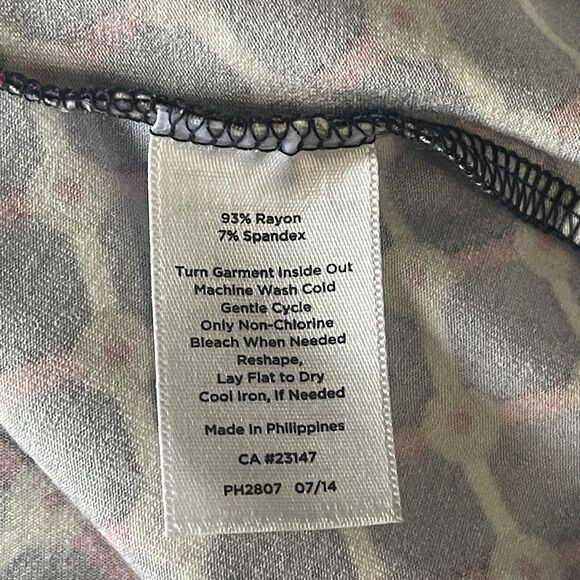 93% Rayon
7% Spandex
Turn Garment Inside Out
Machine Wash Cold
Gentle Cycle
Only Non-Chlorine
Bleach When Needed
Reshape,
Lay Flat to Dry
Cool Iron, If Needed
Made In Philippines
CA #23147
PH2807 07/14